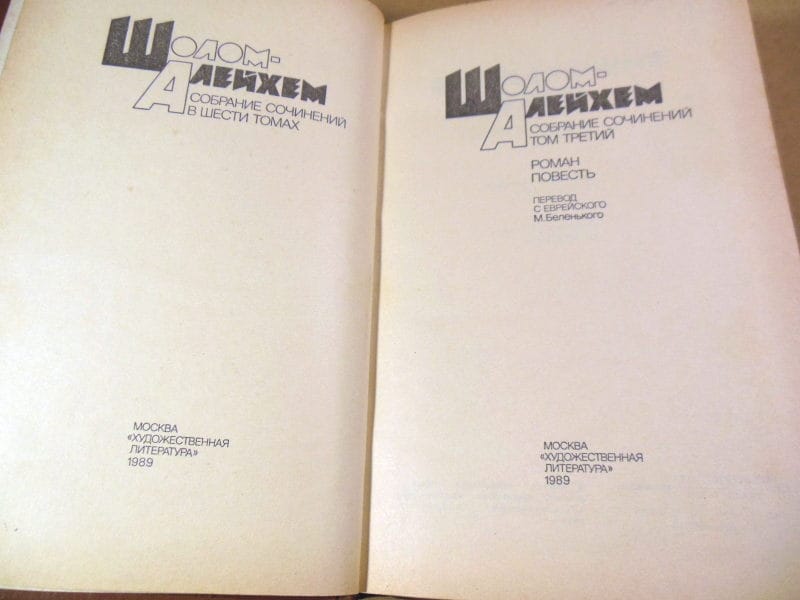 ШОЛОМ-
АЛЕЙХЕМ
СОБРАНИЕ СОЧИНЕНИЙ
В ШЕСТИ ТОМАХ
МОСКВА
«ХУДОЖЕСТВЕННАЯ
ЛИТЕРАТУРА»
1989
ШОЛОМ-
АЛЕЙХЕМ
СОБРАНИЕ СОЧИНЕНИЙ
ТОМ ТРЕТИЙ
РОМАН
ПОВЕСТЬ
ПЕРЕВОД
С ЕВРЕЙСКОГО
М.Беленького
МОСКВА
«ХУДОЖЕСТВЕННАЯ
ЛИТЕРАТУРА»
1989